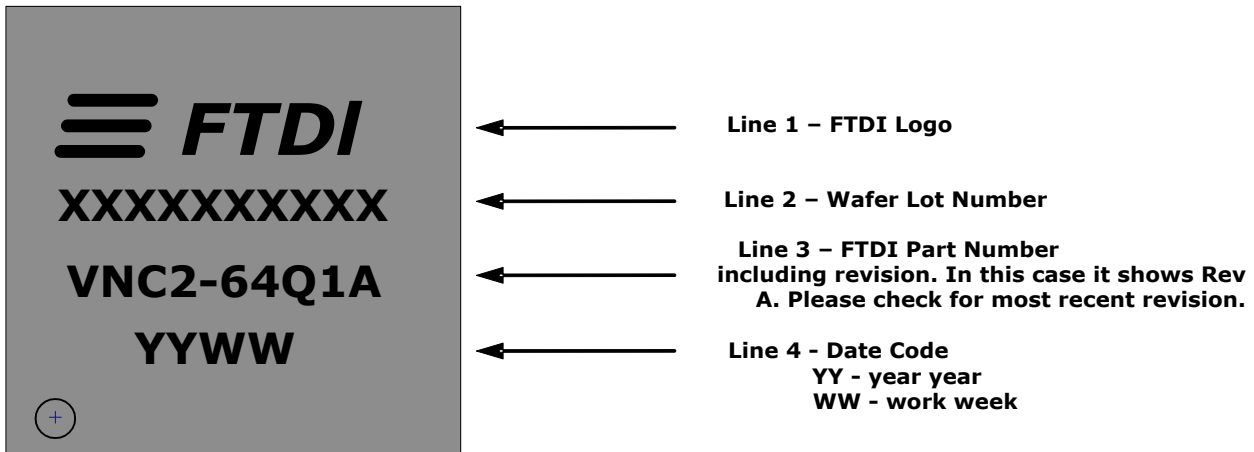 FTDI
XXXXXXXXXX
VNC2-64Q1A
YYWW
Line 1 – FTDI Logo
Line 2 – Wafer Lot Number
Line 3 – FTDI Part Number
including revision. In this case it shows Rev
A. Please check for most recent revision.
Line 4 - Date Code
YY - year year
WW - work week